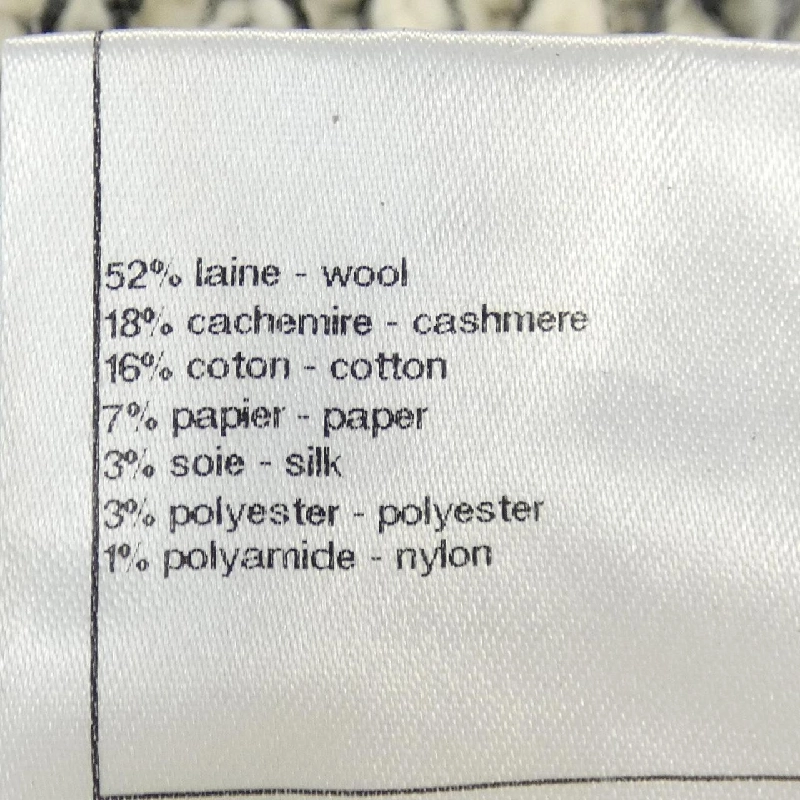 52% laine - wool
18% cachemire - cashmere
16% coton - cotton
7% papier - paper
3% soie - silk
3% polyester - polyester
1% polyamide - nylon